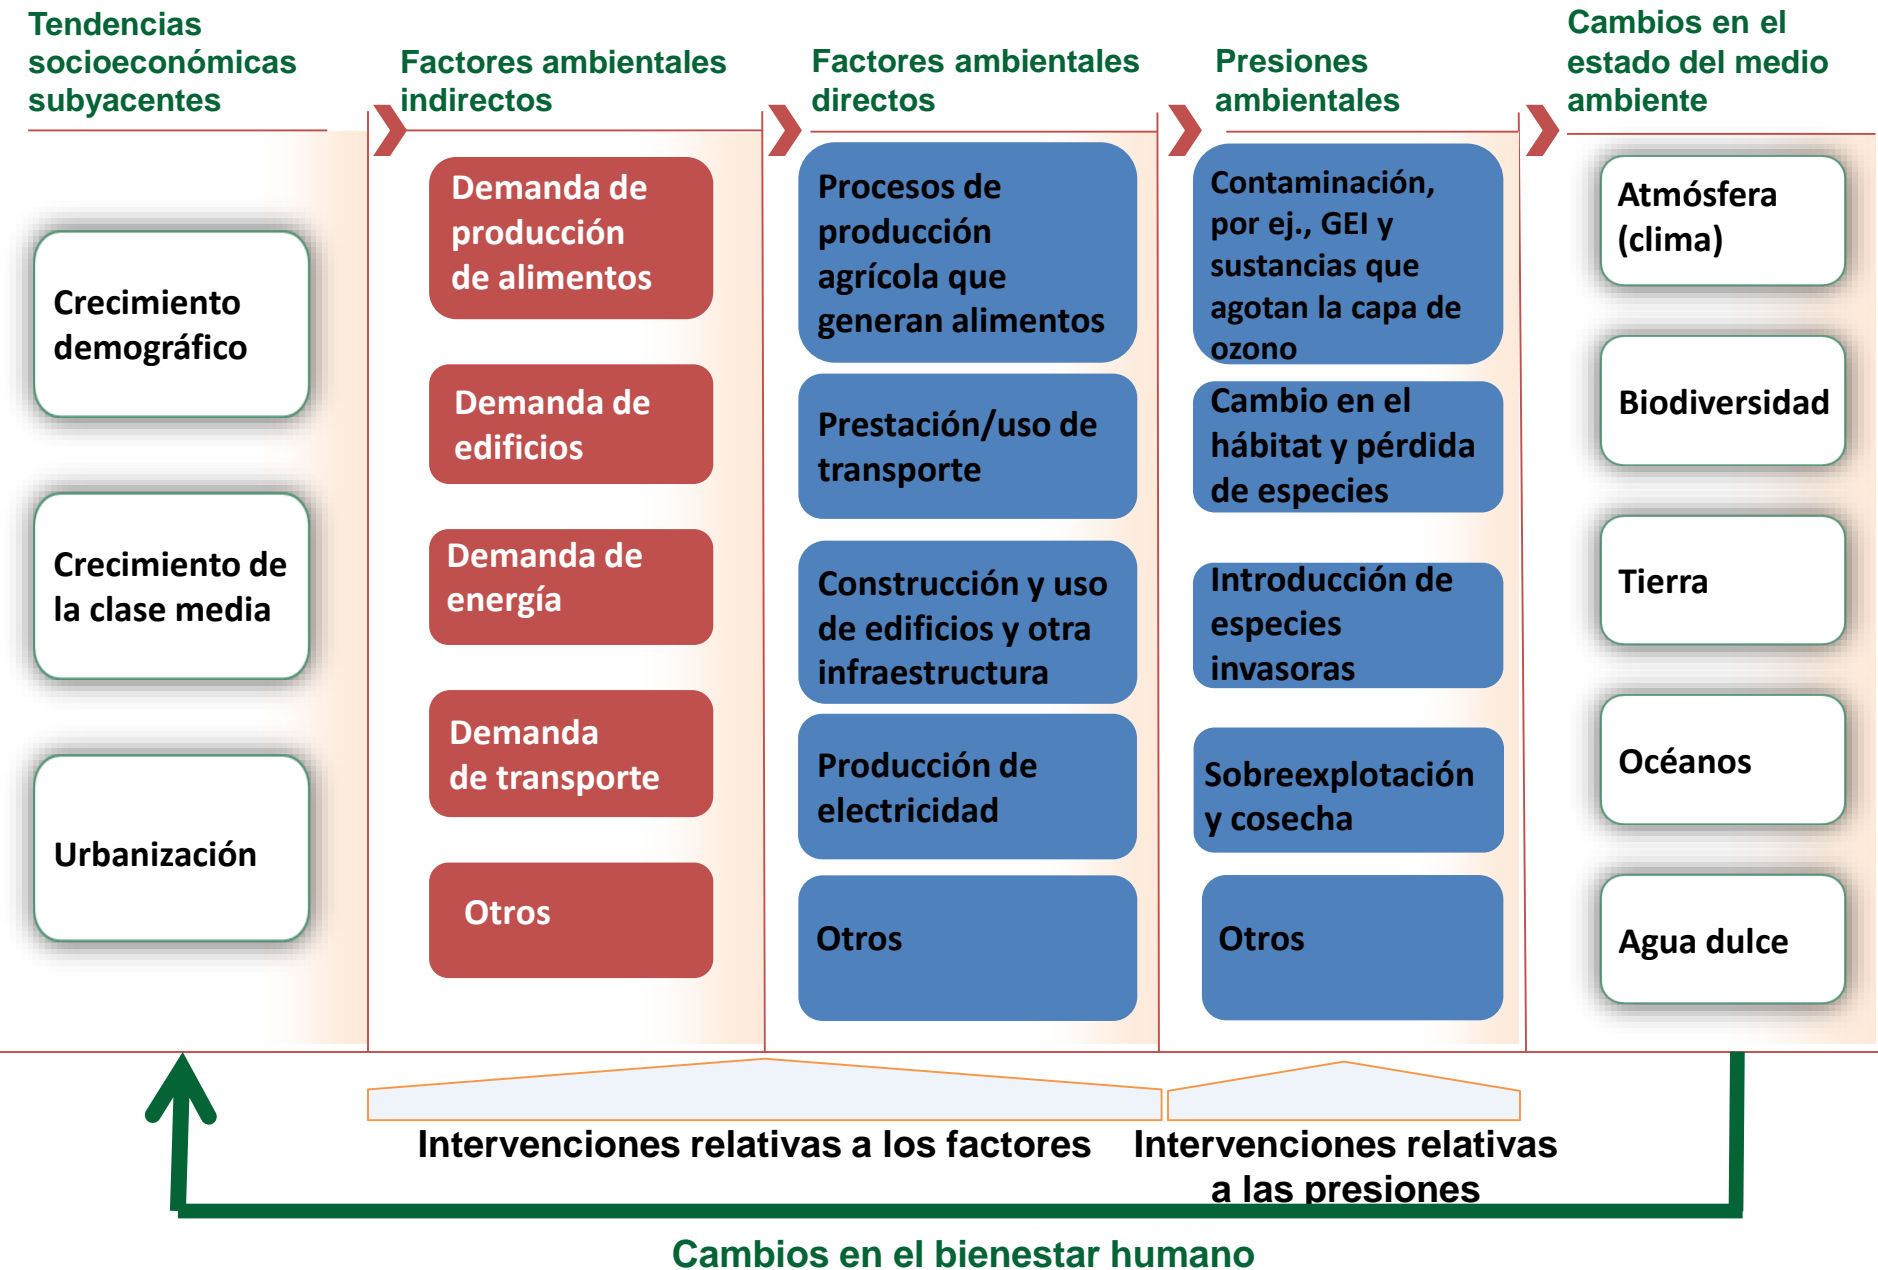 Tendencias
socioeconómicas
subyacentes
Factores ambientales
indirectos
Factores ambientales
directos
Presiones
ambientales
Cambios en el
estado del medio
ambiente
Crecimiento
demográfico
Crecimiento de
la clase media
Urbanización
Demanda de
producción
de alimentos
Demanda de
edificios
Demanda de
energía
Demanda
de transporte
Otros
Procesos de
producción
agrícola que
generan alimentos
Prestación/uso de
transporte
Construcción y uso
de edificios y otra
infraestructura
Producción de
electricidad
Otros
Contaminación,
por ej., GEI y
sustancias que
agotan la capa de
ozono
Cambio en el
hábitat y pérdida
de especies
Introducción de
especies
invasoras
Sobreexplotación
y cosecha
Otros
Atmósfera
(clima)
Biodiversidad
Tierra
Océanos
Agua dulce
Intervenciones relativas a los factores
Intervenciones relativas
a las presiones
Cambios en el bienestar humano